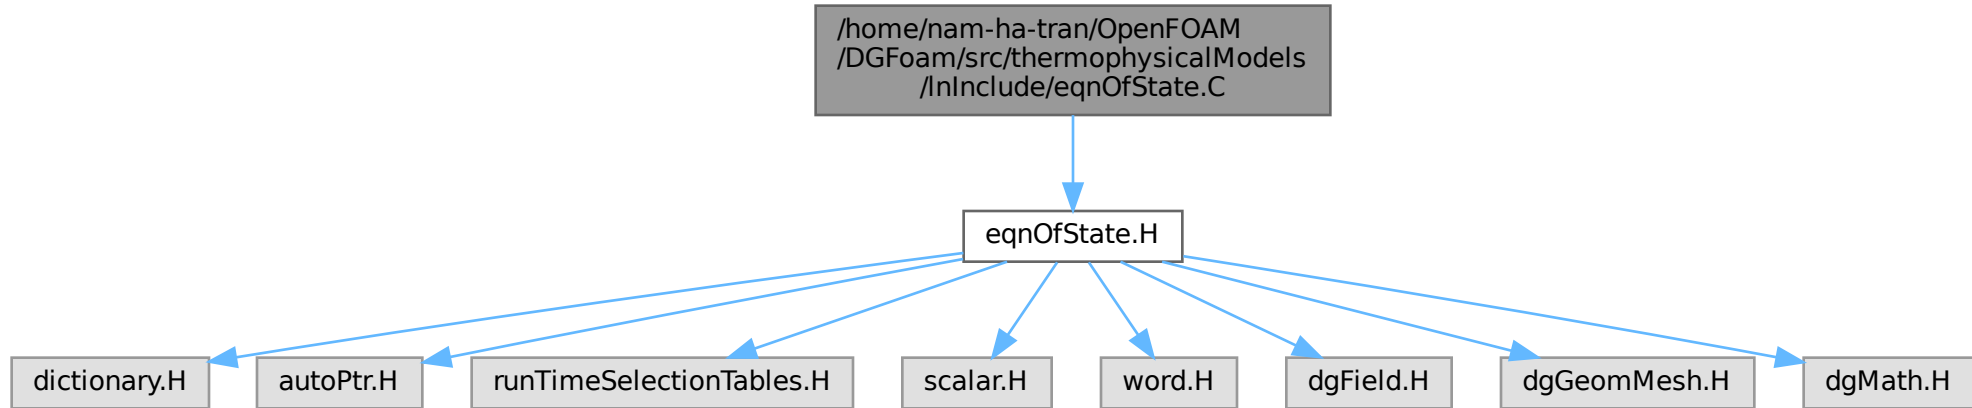 /home/nam-ha-tran/OpenFOAM
/DGFoam/src/thermophysicalModels
/lnInclude/eqnOfState.C
eqnOfState.H
dictionary.H
autoPtr.H
runTimeSelectionTables.H
scalar.H
word.H
dgField.H
dgGeomMesh.H
dgMath.H